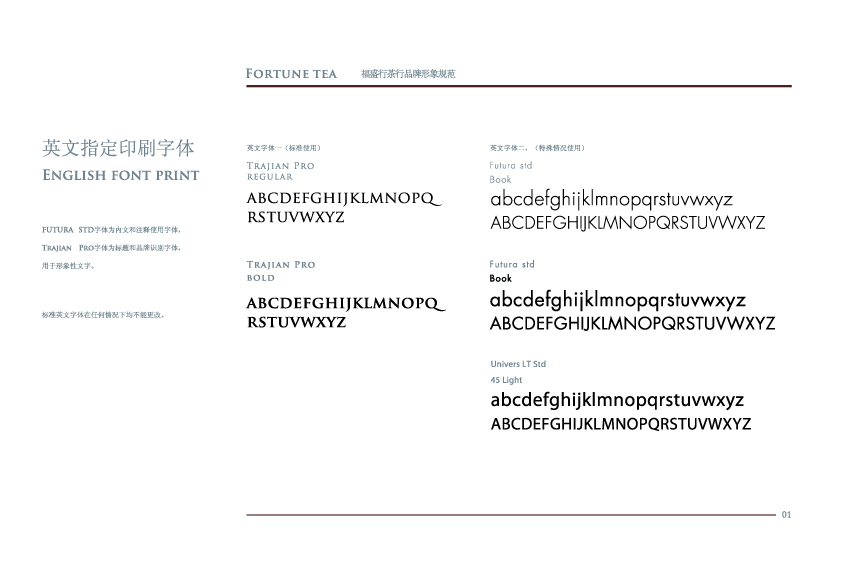 FORTUNE TEA 福盛行茶行品牌形象规范
英文指定印刷字体
ENGLISH FONT PRINT
FUTURA STD字体为内文和注释使用字体。
TRAJIAN PRO字体为标题和品牌识别字体。
用于形象性文字。
标准英文字体在任何情况下均不能更改。
英文字体一（标准使用）
TRAJIAN PRO
REGULAR
ABCDEFGHIJKLMNOPQ
RSTUVWXYZ
TRAJIAN PRO
BOLD
ABCDEFGHIJKLMNOPQ
RSTUVWXYZ
英文字体二。（特殊情况使用）
Futura std
Book
abcdefghijklmnopqrstuvwxyz
ABCDEFGHIJKLMNOPQRSTUVWXYZ
Futura std
Book
abcdefghijklmnopqrstuvwxyz
ABCDEFGHIJKLMNOPQRSTUVWXYZ
Univers LT Std
45 Light
abcdefghijklmnopqrstuvwxyz
ABCDEFGHIJKLMNOPQRSTUVWXYZ
01